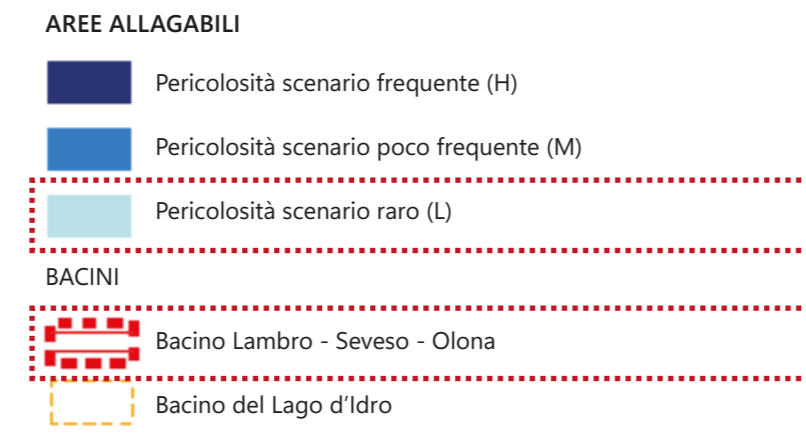 AREE ALLAGABILI
Pericolosità scenario frequente (H)
Pericolosità scenario poco frequente (M)
Pericolosità scenario raro (L)
BACINI
Bacino Lambro - Seveso - Olona
Bacino del Lago d’Idro